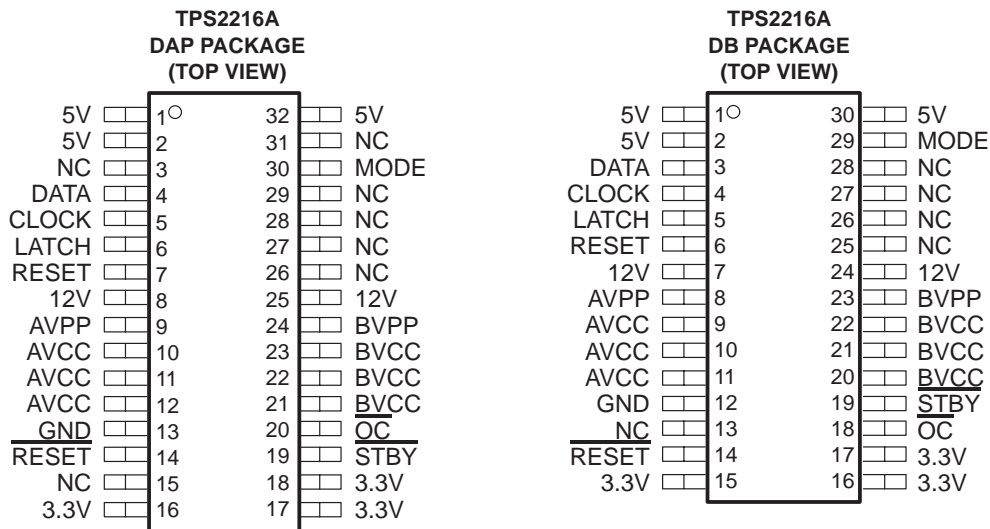 TPS2216A
DAP PACKAGE
(TOP VIEW)
5V 1 32 5V
5V 2 31 NC
NC 3 30 MODE
DATA 4 29 NC
CLOCK 5 28 NC
LATCH 6 27 NC
RESET 7 26 NC
12V 8 25 12V
AVPP 9 24 BVPP
AVCC 10 23 BVCC
AVCC 11 22 BVCC
AVCC 12 21 BVCC
GND 13 20 OC
RESET 14 19 STBY
NC 15 18 3.3V
3.3V 16 17 3.3V
TPS2216A
DB PACKAGE
(TOP VIEW)
5V 1 30 5V
5V 2 29 MODE
DATA 3 28 NC
CLOCK 4 27 NC
LATCH 5 26 NC
RESET 6 25 NC
12V 7 24 12V
AVPP 8 23 BVPP
AVCC 9 22 BVCC
AVCC 10 21 BVCC
AVCC 11 20 BVCC
GND 12 19 STBY
NC 13 18 OC
RESET 14 17 3.3V
3.3V 15 16 3.3V